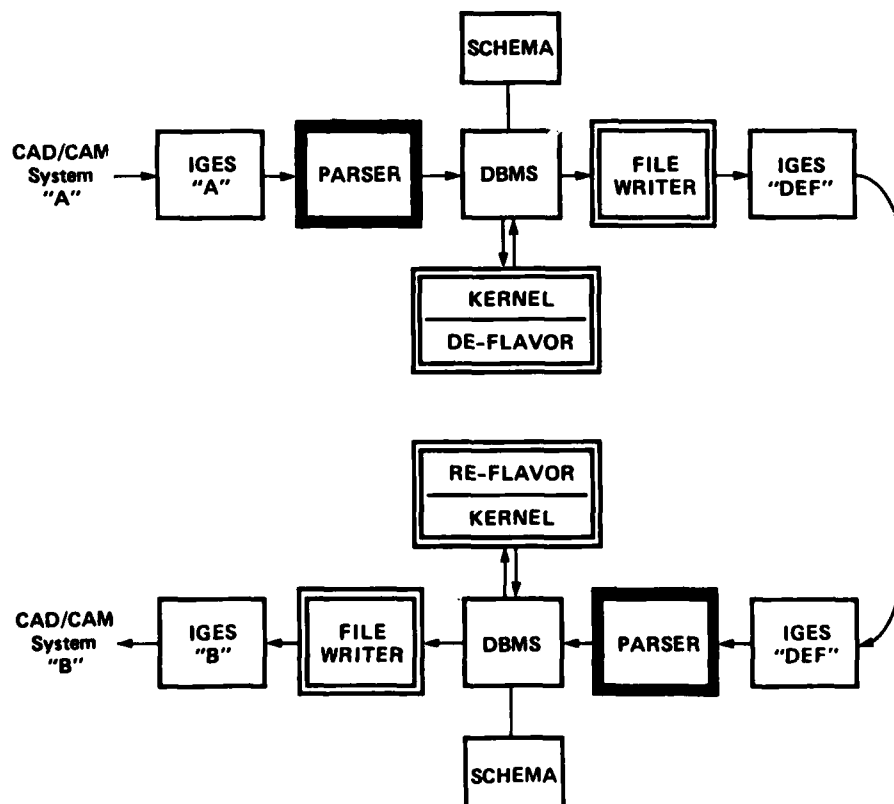 SCHEMA
CAD/CAM
System
"A"
IGES
"A"
PARSER
DBMS
FILE
WRITER
IGES
"DEF"
KERNEL
DE-FLAVOR
RE-FLAVOR
KERNEL
CAD/CAM
System
"B"
IGES
"B"
FILE
WRITER
DBMS
PARSER
IGES
"DEF"
SCHEMA